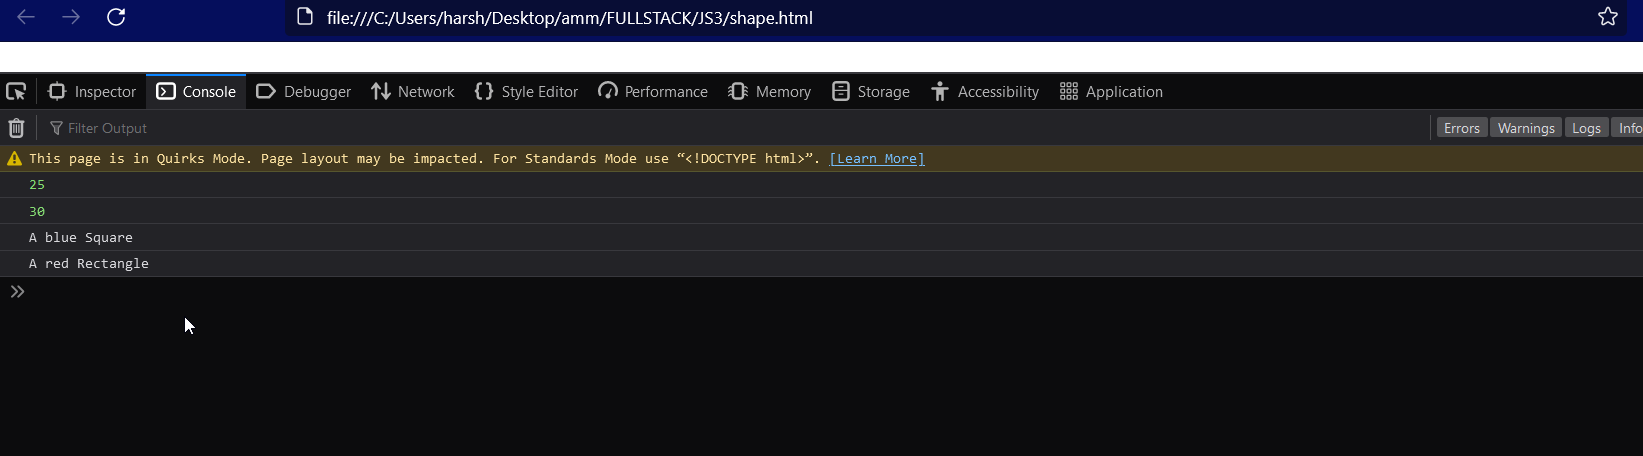 file:///C:/Users/harsh/Desktop/amm/FULLSTACK/JS3/shape.html
Inspector Console Debugger Network Style Editor Performance Memory Storage Accessibility Application
Filter Output Errors Warnings Logs Info
This page is in Quirks Mode. Page layout may be impacted. For Standards Mode use “<!DOCTYPE html>”. [Learn More]
25
30
A blue Square
A red Rectangle